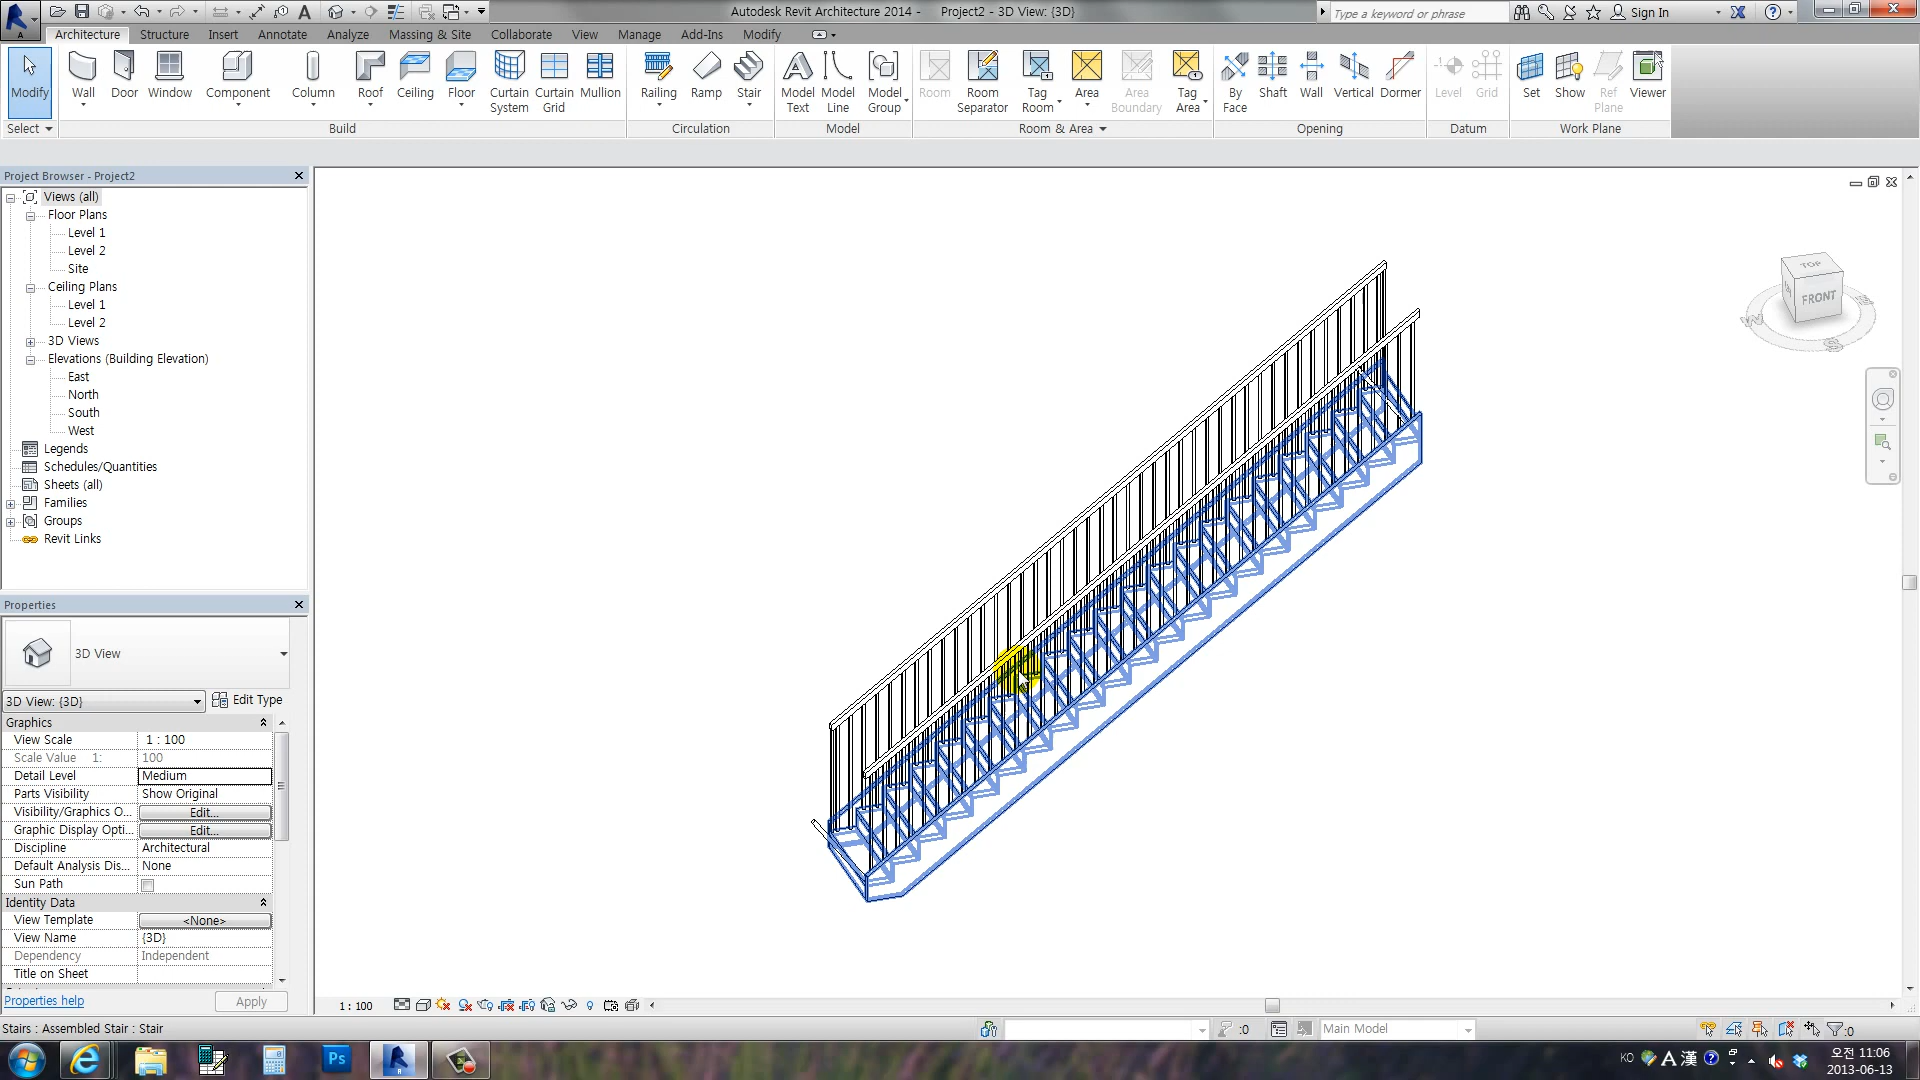 Autodesk Revit Architecture 2014 - Project2 - 3D View: {3D}
Type a keyword or phrase
Sign In
Architecture Structure Insert Annotate Analyze Massing & Site Collaborate View Manage Add-Ins Modify
Modify
Wall
Door
Window
Component
Column
Roof
Ceiling
Floor
Curtain System
Curtain Grid
Mullion
Railing
Ramp
Stair
Model Text
Model Line
Model Group
Room
Room Separator
Tag Room
Area
Area Boundary
Tag Area
By Face
Shaft
Wall
Vertical
Dormer
Level
Grid
Set
Show
Ref Plane
Viewer
Select
Build
Circulation
Model
Room & Area
Opening
Datum
Work Plane
Project Browser - Project2
Views (all)
Floor Plans
Level 1
Level 2
Site
Ceiling Plans
Level 1
Level 2
3D Views
Elevations (Building Elevation)
East
North
South
West
Legends
Schedules/Quantities
Sheets (all)
Families
Groups
Revit Links
TOP
FRONT
W
S
Properties
3D View
3D View: {3D}
Edit Type
Graphics
View Scale 1 : 100
Scale Value 1: 100
Detail Level Medium
Parts Visibility Show Original
Visibility/Graphics O... Edit...
Graphic Display Opti... Edit...
Discipline Architectural
Default Analysis Dis... None
Sun Path
Identity Data
View Template <None>
View Name {3D}
Dependency Independent
Title on Sheet
Properties help
Apply
1 : 100
Stairs : Assembled Stair : Stair
:0
Main Model
:0
Ps
KO
A 漢
오전 11:06
2013-06-13